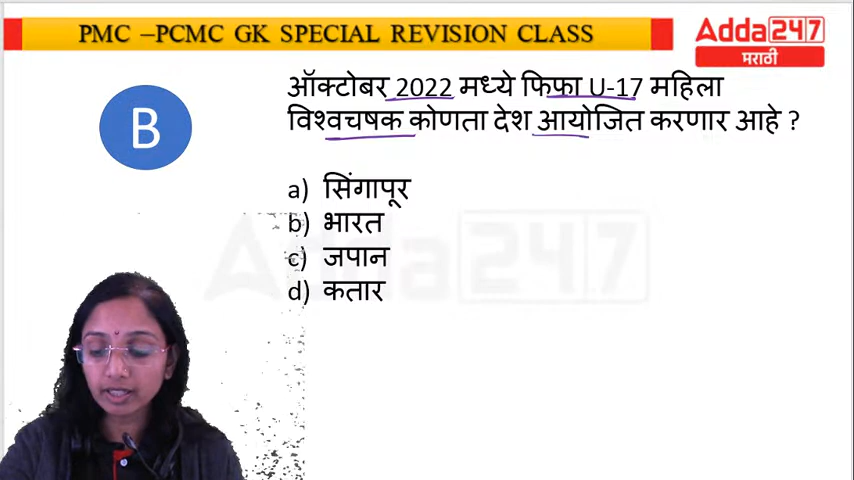 PMC –PCMC GK SPECIAL REVISION CLASS
Adda247
मराठी
B
ऑक्टोबर 2022 मध्ये फिफा U-17 महिला
विश्वचषक कोणता देश आयोजित करणार आहे ?
a) सिंगापूर
b) भारत
c) जपान
d) कतार
Adda247